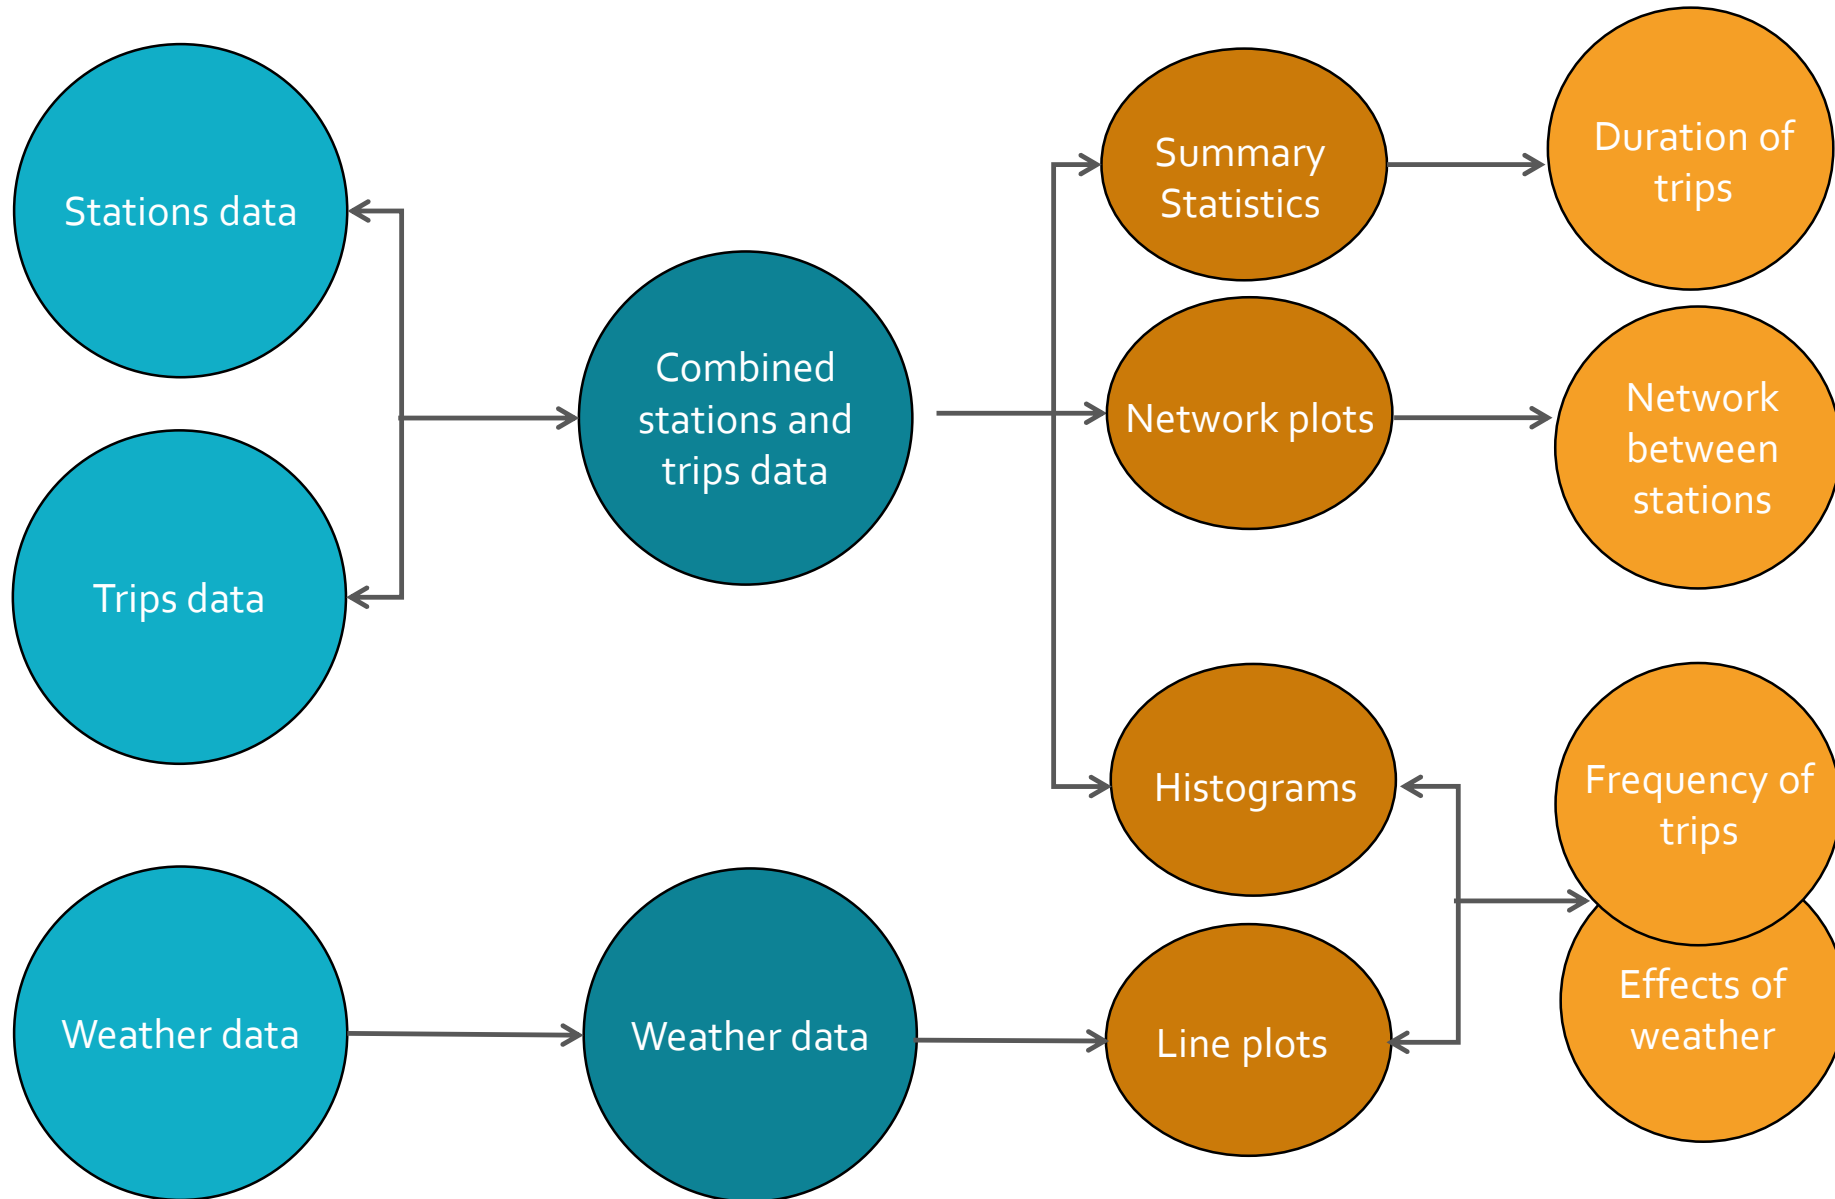 Stations data
Trips data
Weather data
Combined
stations and
trips data
Weather data
Summary
Statistics
Network plots
Histograms
Line plots
Duration of
trips
Network
between
stations
Frequency of
trips
Effects of
weather